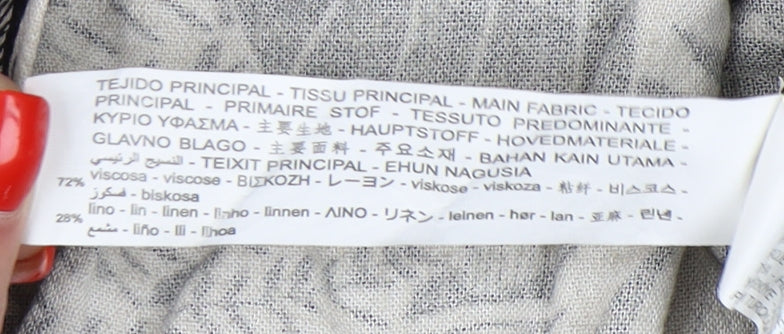 TEJIDO PRINCIPAL - TISSU PRINCIPAL - MAIN FABRIC - TECIDO
PRINCIPAL - PRIMAIRE STOF - TESSUTO PREDOMINANTE -
ΚΥΡΙΟ ΥΦΑΣΜΑ - 主要生地 - HAUPTSTOFF - HOVEDMATERIALE -
GLAVNO BLAGO - 主要面料 - 주요소재 - BAHAN KAIN UTAMA -
النسيج الرئيسي - TEIXIT PRINCIPAL - EHUN NAGUSIA
72% viscosa - viscose - ΒΙΣΚΟΖΗ - レーヨン - viskose - viskoza - 粘纤 - 비스코스 -
فسكوز - biskosa
28% lino - lin - linen - linho - linnen - ΛΙΝΟ - リネン - leinen - hør - lan - 亚麻 - 린넨 -
مشمع - liño - lli - lihoa